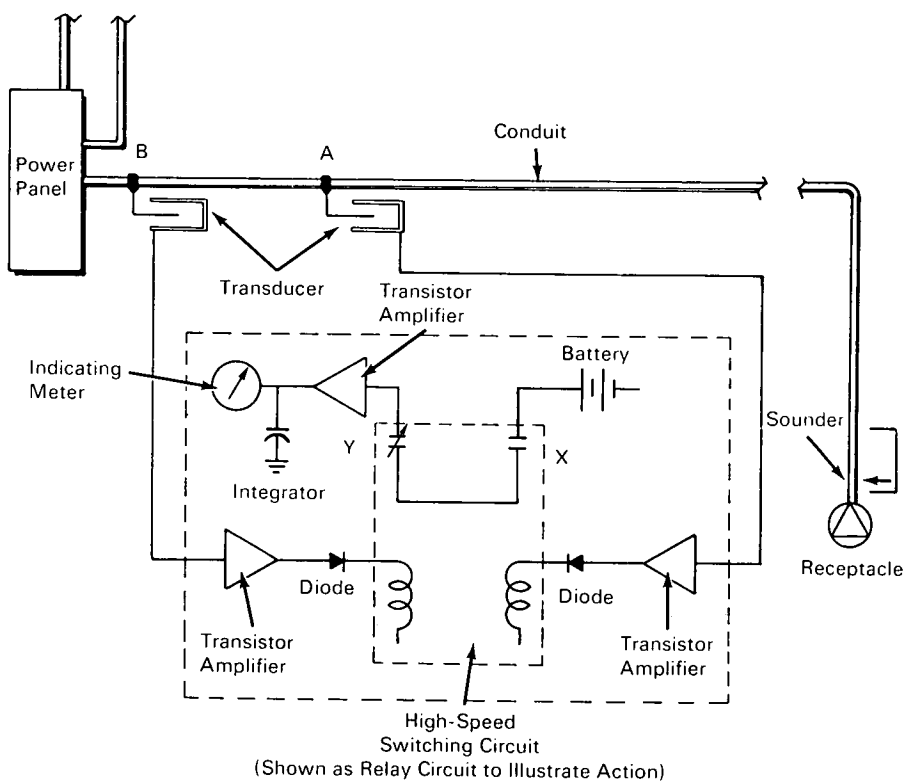 Conduit
B
A
Power
Panel
Transducer
Transistor
Amplifier
Indicating
Meter
Battery
Sounder
Y
X
Integrator
Receptacle
Diode
Diode
Transistor
Amplifier
Transistor
Amplifier
High-Speed
Switching Circuit
(Shown as Relay Circuit to Illustrate Action)